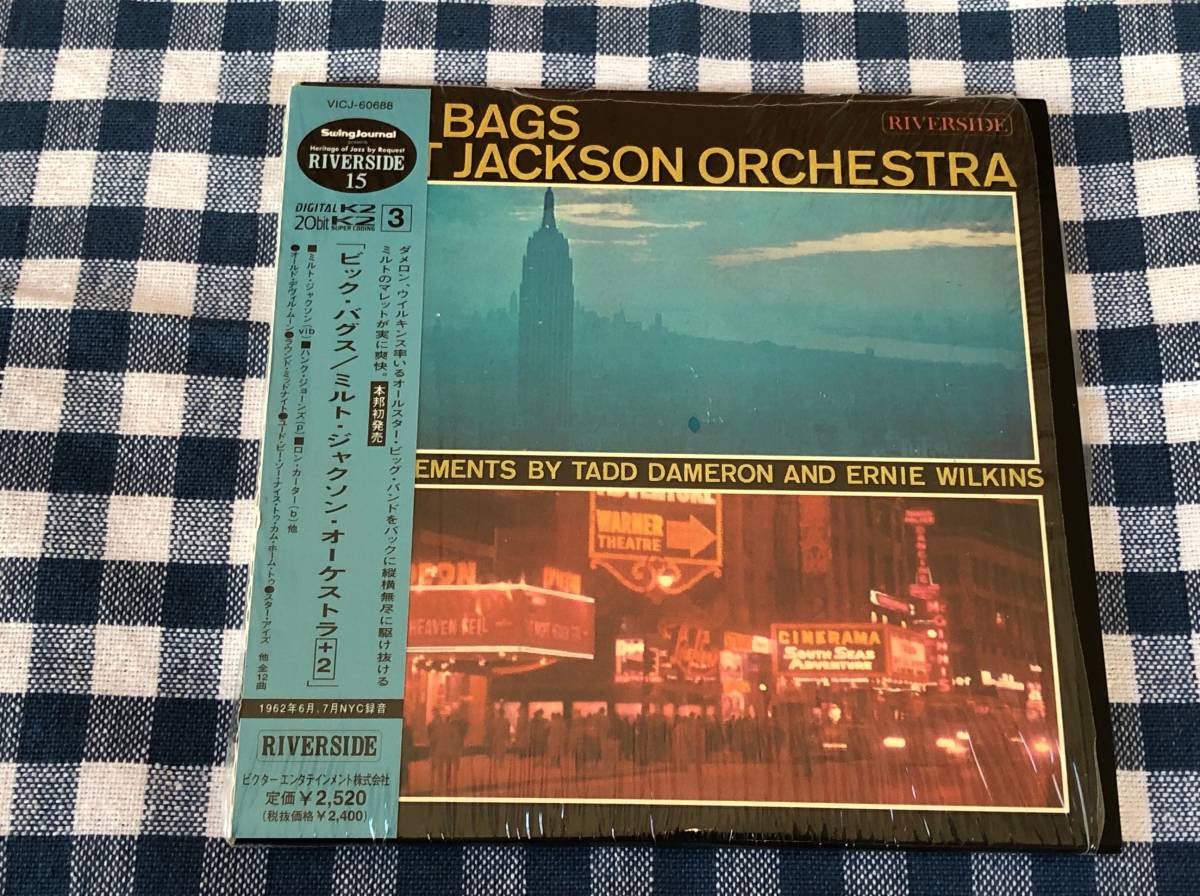 VICJ-60688
SwingJournal
presents
Heritage of Jazz by Request
RIVERSIDE
15
DIGITAL K2
20bit K2
SUPER CODING
3
ダメロン、ウイルキンス率いるオールスター・ビッグ・バンドをバックに縦横無尽に駆け抜ける
ミルトのマレットが実に爽快。
本邦初発売
「ビック・バグス/ミルト・ジャクソン・オーケストラ+2」
■ミルト・ジャクソン(vib)■ハンク・ジョーンズ(p)■ロン・カーター(b)他
●オールド・デヴィル・ムーン●ラウンド・ミッドナイト●ユード・ビー・ソー・ナイス・トゥ・カム・ホーム・トゥ●スター・アイズ 他 全12曲
1962年6月、7月NYC録音
RIVERSIDE
ビクターエンタテインメント株式会社
定価¥2,520
(税抜価格¥2,400)
BAGS
RIVERSIDE
T JACKSON ORCHESTRA
EMENTS BY TADD DAMERON AND ERNIE WILKINS
ADVENTURE
WARNER
THEATRE
HEAVEN
CINERAMA
SOUTH SEAS
ADVENTURE
DANCING
McGINNIS